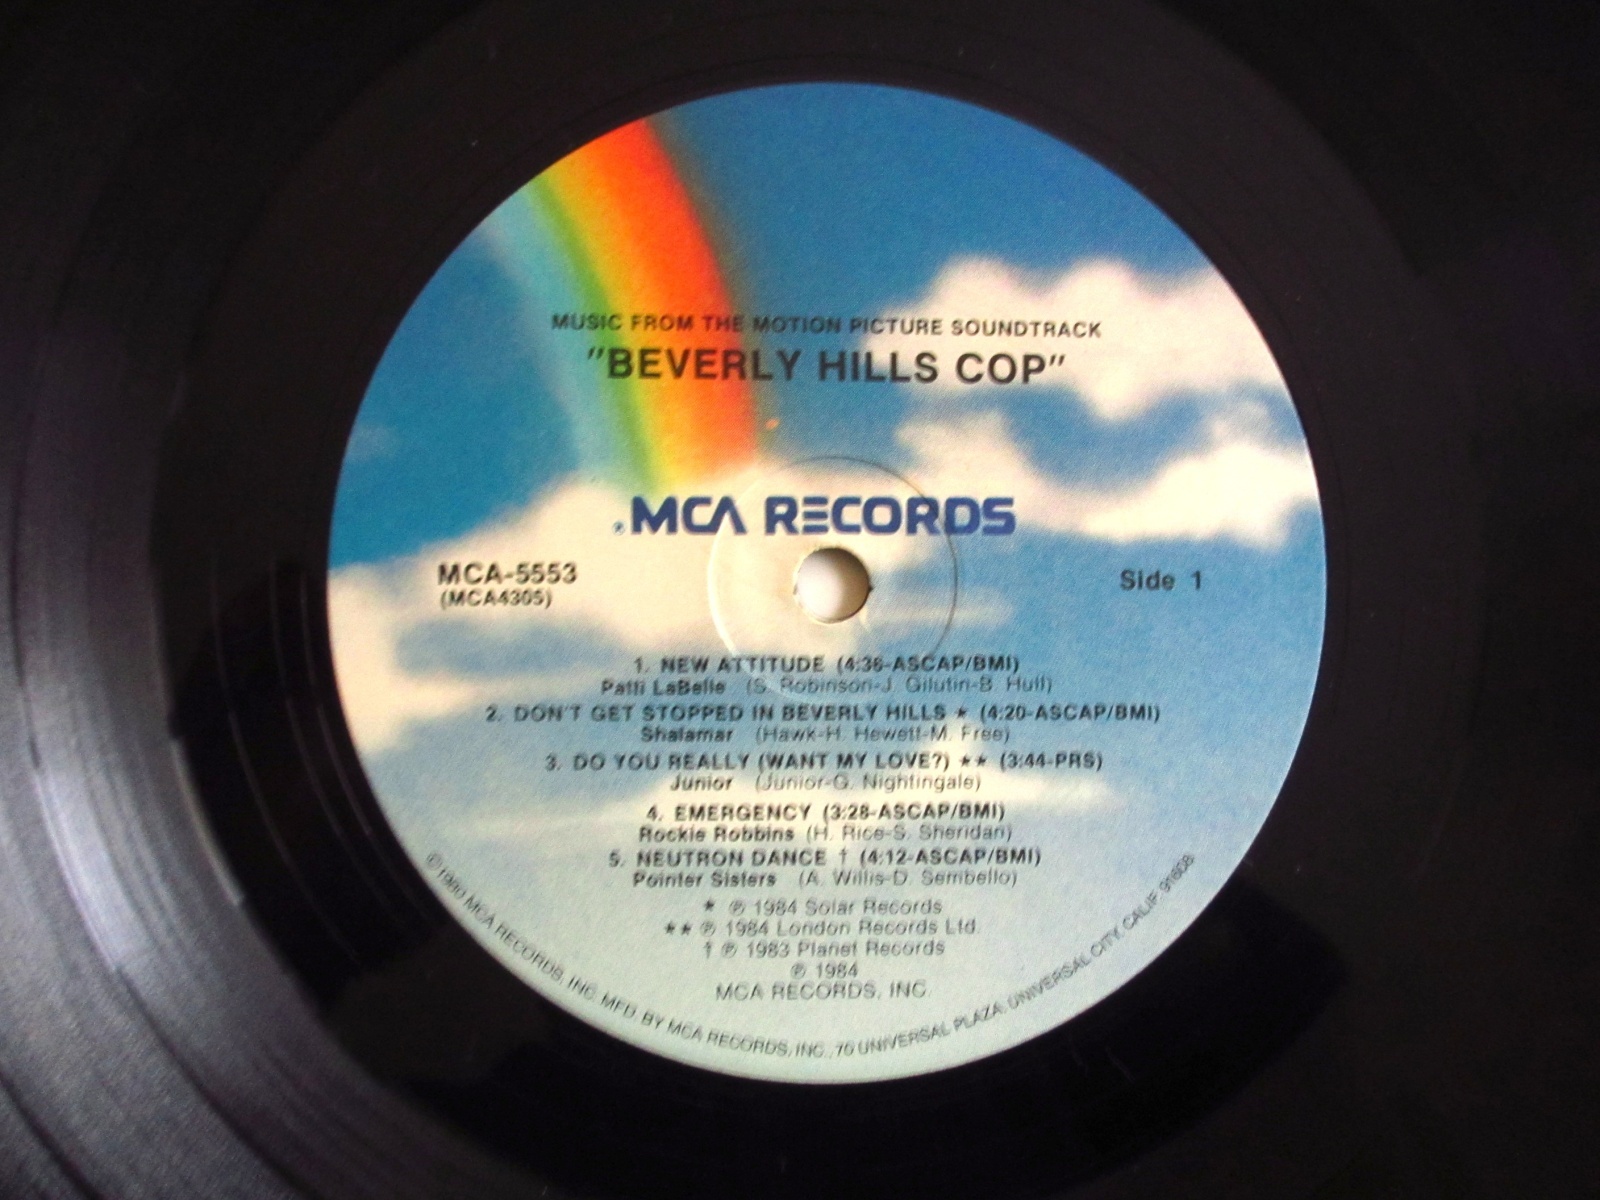 MUSIC FROM THE MOTION PICTURE SOUNDTRACK
"BEVERLY HILLS COP"
®MCA RECORDS
MCA-5553
(MCA4305)
Side 1
1. NEW ATTITUDE (4:36-ASCAP/BMI)
Patti LaBelle (S. Robinson-J. Gilutin-B. Hull)
2. DON'T GET STOPPED IN BEVERLY HILLS ★ (4:20-ASCAP/BMI)
Shalamar (Hawk-H. Hewett-M. Free)
3. DO YOU REALLY (WANT MY LOVE?) ★★ (3:44-PRS)
Junior (Junior-G. Nightingale)
4. EMERGENCY (3:28-ASCAP/BMI)
Rockie Robbins (H. Rice-S. Sheridan)
5. NEUTRON DANCE † (4:12-ASCAP/BMI)
Pointer Sisters (A. Willis-D. Sembello)
★ ℗ 1984 Solar Records
★★ ℗ 1984 London Records Ltd.
† ℗ 1983 Planet Records
℗ 1984
MCA RECORDS, INC.
©1980 MCA RECORDS, INC. MFD. BY MCA RECORDS, INC., 70 UNIVERSAL PLAZA, UNIVERSAL CITY, CALIF. 91608